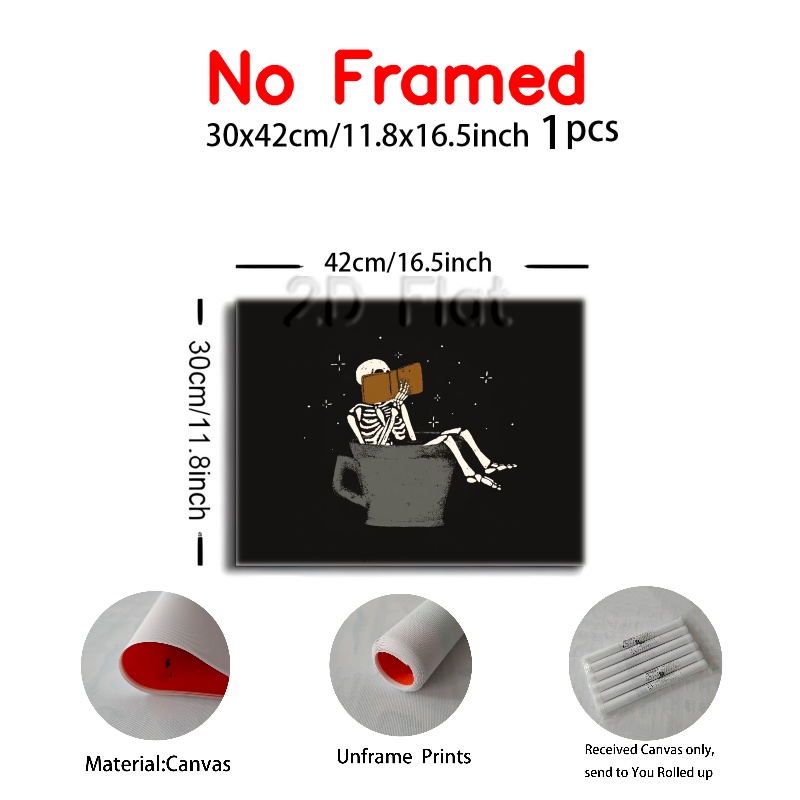 No Framed
30x42cm/11.8x16.5inch 1pcs
42cm/16.5inch
2D Flat
30cm/11.8inch
Material:Canvas
Unframe Prints
Received Canvas only,
send to You Rolled up